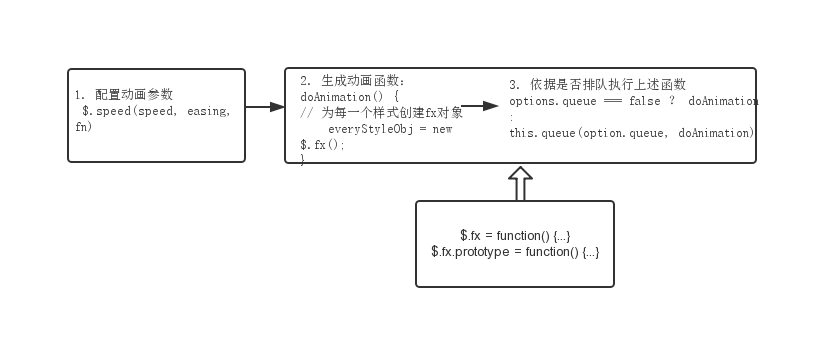 1. 配置动画参数
$.speed(speed, easing,
fn)
2. 生成动画函数:
doAnimation() {
// 为每一个样式创建fx对象
everyStyleObj = new
$.fx();
}
3. 依据是否排队执行上述函数
options.queue === false ? doAnimation
:
this.queue(option.queue, doAnimation)
$.fx = function() {...}
$.fx.prototype = function() {...}